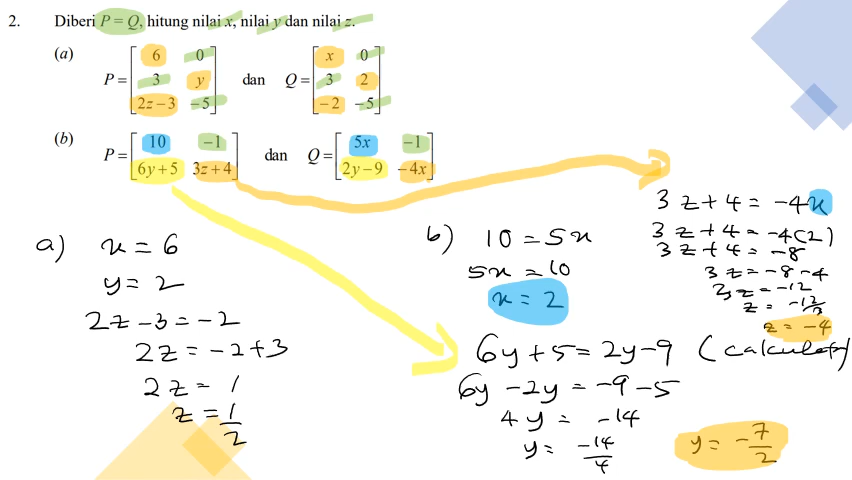 2. Diberi P = Q, hitung nilai x, nilai y dan nilai z.
(a) P = [6 0; 3 y; 2z − 3 −5] dan Q = [x 0; 3 2; −2 −5]
(b) P = [10 −1; 6y + 5 3z + 4] dan Q = [5x −1; 2y − 9 −4x]
a) x = 6
y = 2
2z − 3 = −2
2z = −2 + 3
2z = 1
z = 1/2
b) 10 = 5x
5x = 10
x = 2
6y + 5 = 2y − 9 (calculator)
6y − 2y = −9 − 5
4y = −14
y = −14/4
y = −7/2
3z + 4 = −4x
3z + 4 = −4(2)
3z + 4 = −8
3z = −8 − 4
3z = −12
z = −12/3
z = −4